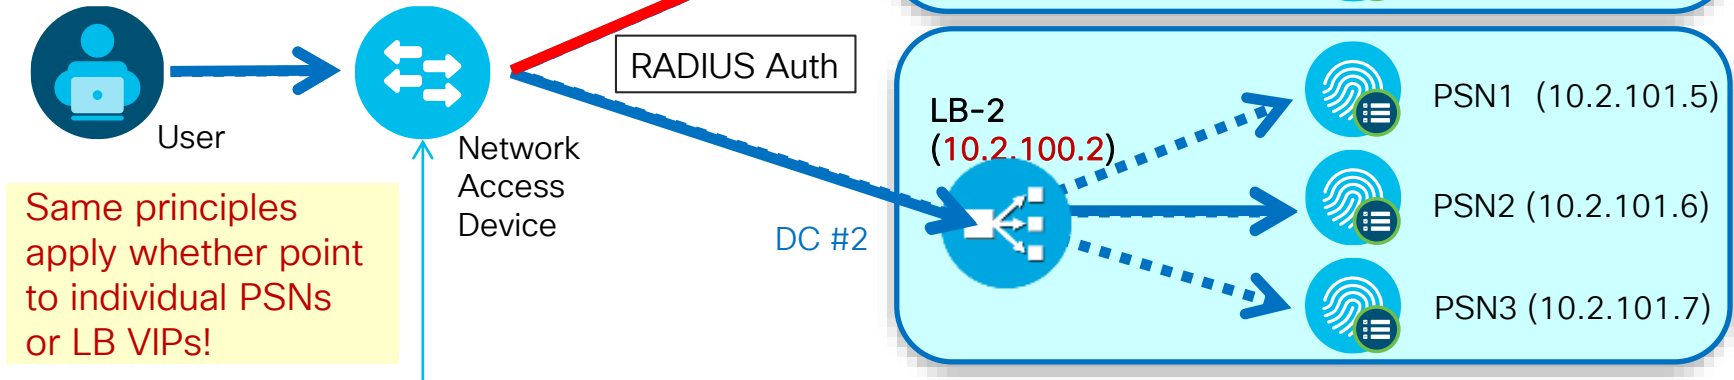 RADIUS Auth
User
Network
Access
Device
Same principles
apply whether point
to individual PSNs
or LB VIPs!
DC #2
LB-2
(10.2.100.2)
PSN1 (10.2.101.5)
PSN2 (10.2.101.6)
PSN3 (10.2.101.7)